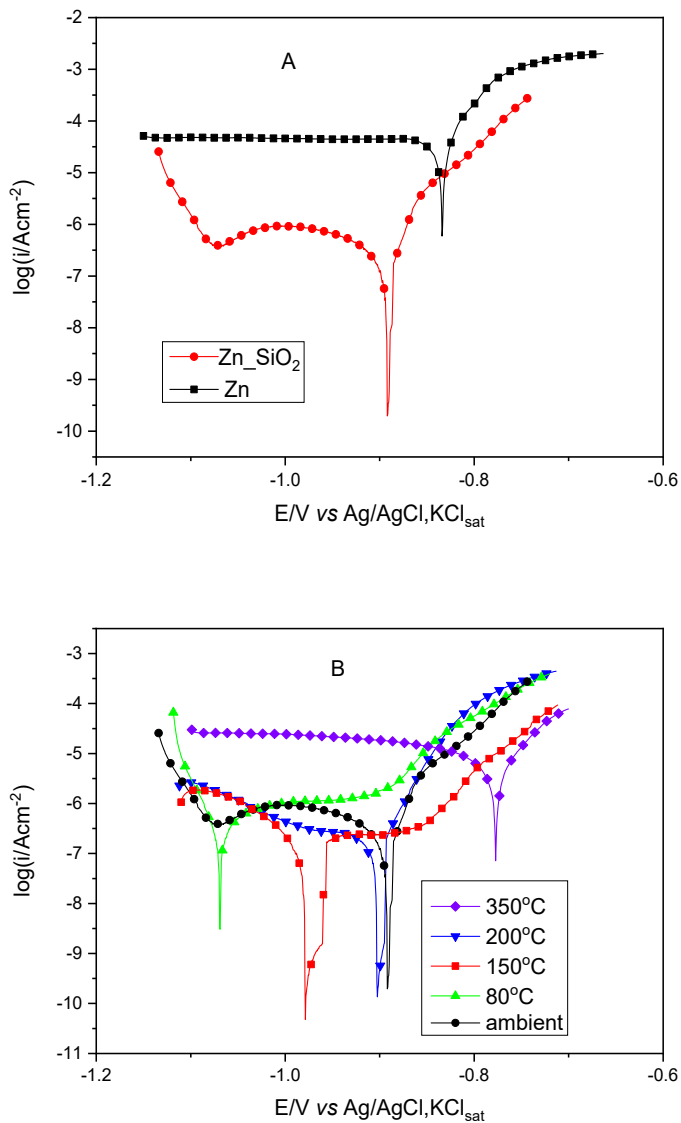 A
-2
-3
-4
-5
-6
-7
-8
-9
-10
log(i/Acm⁻²)
Zn_SiO₂
Zn
-1.2 -1.0 -0.8 -0.6
E/V vs Ag/AgCl,KCl_sat
B
-3
-4
-5
-6
-7
-8
-9
-10
-11
log(i/Acm⁻²)
350°C
200°C
150°C
80°C
ambient
-1.2 -1.0 -0.8 -0.6
E/V vs Ag/AgCl,KCl_sat